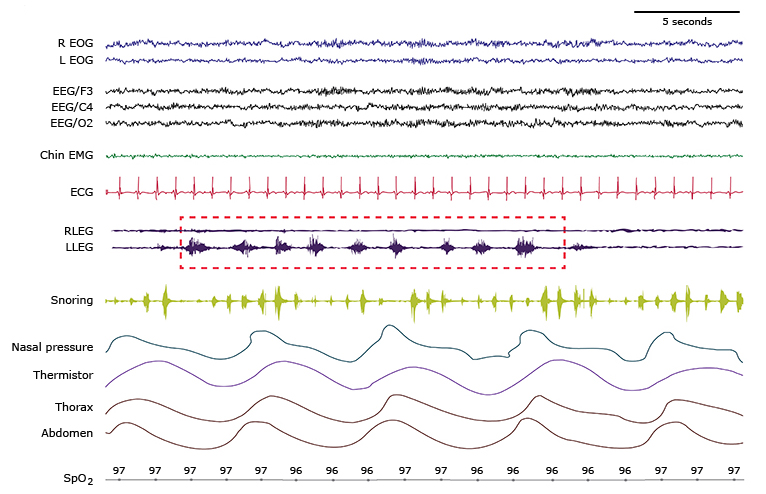 5 seconds
R EOG
L EOG
EEG/F3
EEG/C4
EEG/O2
Chin EMG
ECG
RLEG
LLEG
Snoring
Nasal pressure
Thermistor
Thorax
Abdomen
97 97 97 97 97 96 96 96 97 97 96 96 96 96 97 97 97 97
SpO2